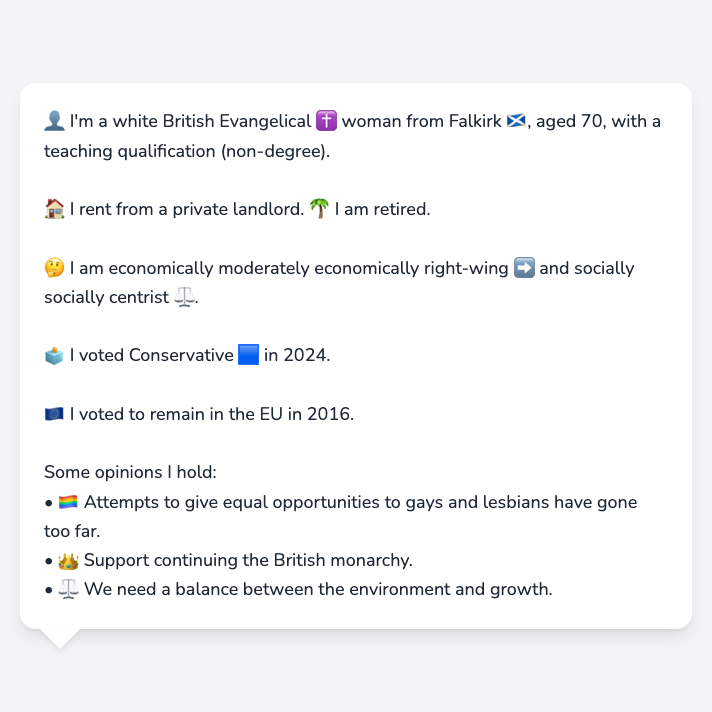 👤 I'm a white British Evangelical ✝️ woman from Falkirk 🏴󠁧󠁢󠁳󠁣󠁴󠁿, aged 70, with a
teaching qualification (non-degree).
🏠 I rent from a private landlord. 🌴 I am retired.
🤔 I am economically moderately economically right-wing ➡️ and socially
socially centrist ⚖️.
🗳️ I voted Conservative 🟦 in 2024.
🇪🇺 I voted to remain in the EU in 2016.
Some opinions I hold:
• 🏳️‍🌈 Attempts to give equal opportunities to gays and lesbians have gone
too far.
• 👑 Support continuing the British monarchy.
• ⚖️ We need a balance between the environment and growth.